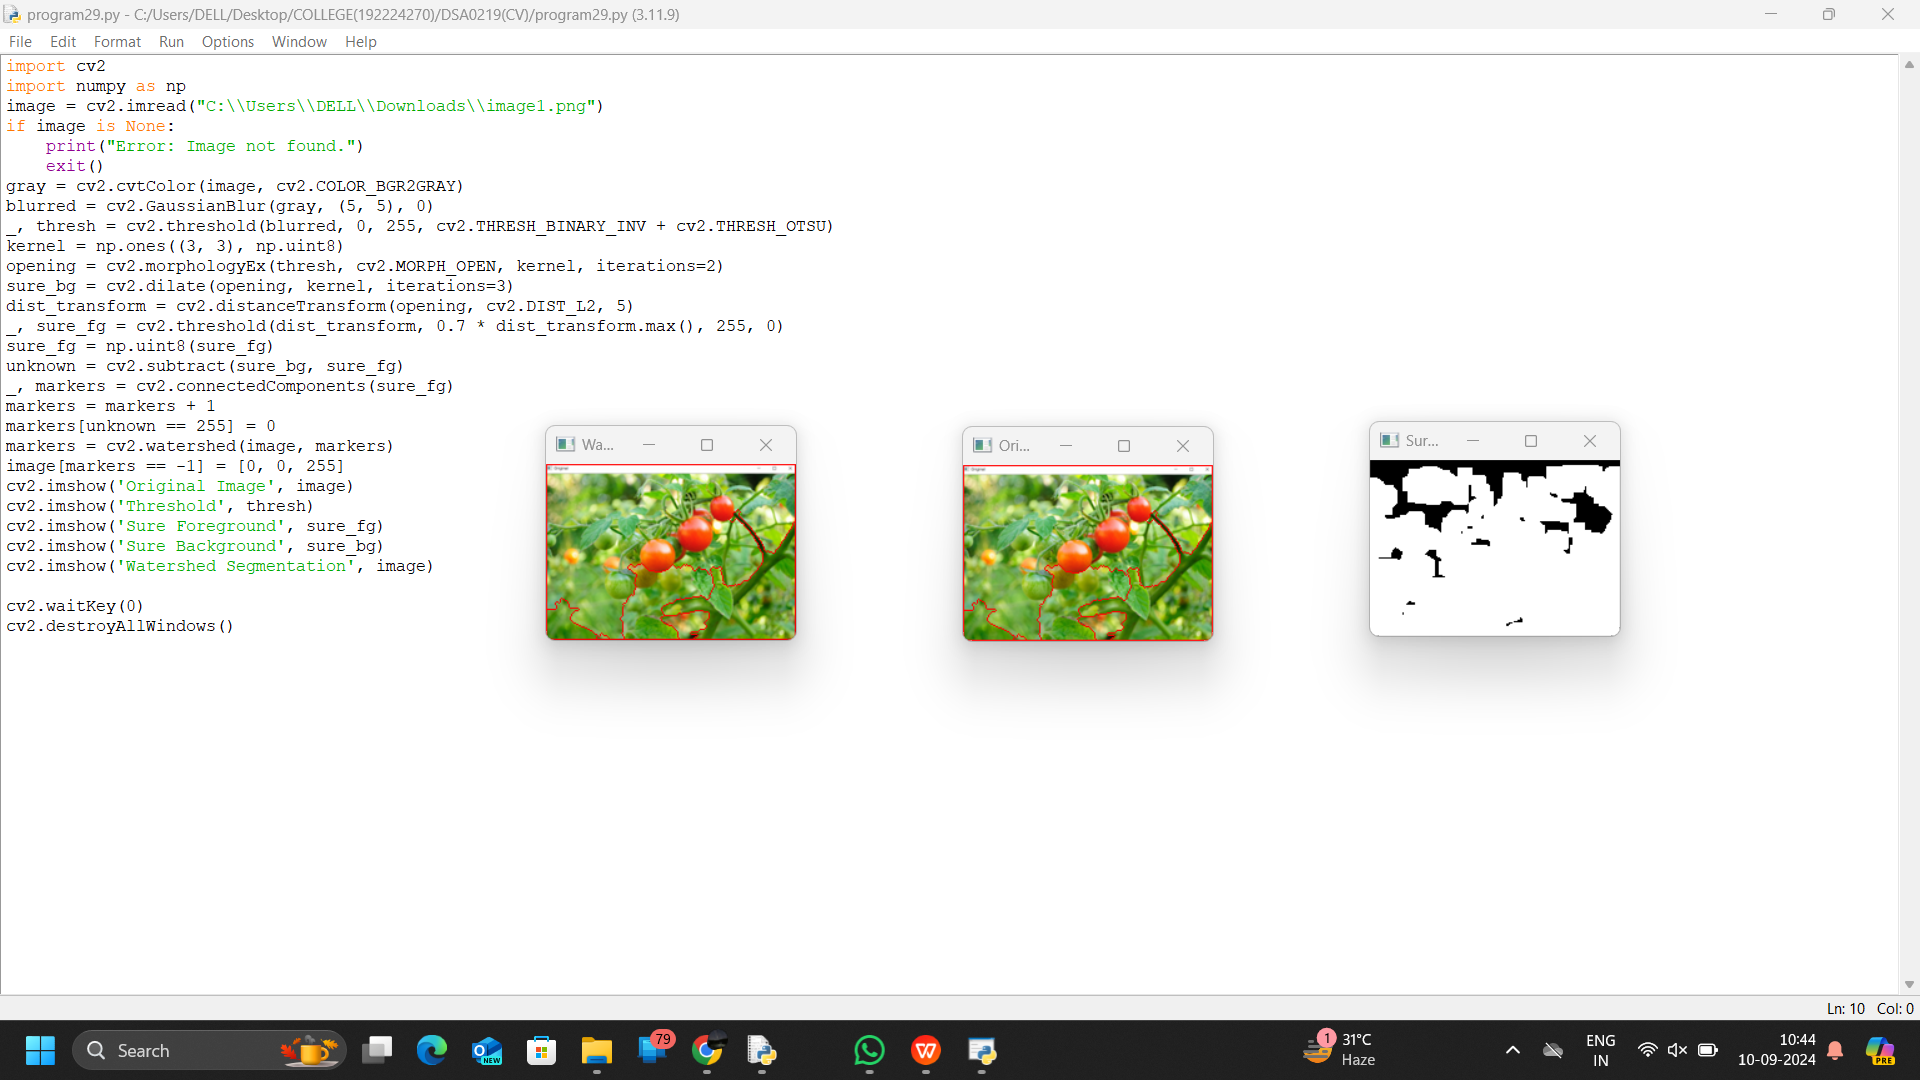 program29.py - C:/Users/DELL/Desktop/COLLEGE(192224270)/DSA0219(CV)/program29.py (3.11.9)
File Edit Format Run Options Window Help
import cv2
import numpy as np
image = cv2.imread("C:\\Users\\DELL\\Downloads\\image1.png")
if image is None:
    print("Error: Image not found.")
    exit()
gray = cv2.cvtColor(image, cv2.COLOR_BGR2GRAY)
blurred = cv2.GaussianBlur(gray, (5, 5), 0)
_, thresh = cv2.threshold(blurred, 0, 255, cv2.THRESH_BINARY_INV + cv2.THRESH_OTSU)
kernel = np.ones((3, 3), np.uint8)
opening = cv2.morphologyEx(thresh, cv2.MORPH_OPEN, kernel, iterations=2)
sure_bg = cv2.dilate(opening, kernel, iterations=3)
dist_transform = cv2.distanceTransform(opening, cv2.DIST_L2, 5)
_, sure_fg = cv2.threshold(dist_transform, 0.7 * dist_transform.max(), 255, 0)
sure_fg = np.uint8(sure_fg)
unknown = cv2.subtract(sure_bg, sure_fg)
_, markers = cv2.connectedComponents(sure_fg)
markers = markers + 1
markers[unknown == 255] = 0
markers = cv2.watershed(image, markers)
image[markers == -1] = [0, 0, 255]
cv2.imshow('Original Image', image)
cv2.imshow('Threshold', thresh)
cv2.imshow('Sure Foreground', sure_fg)
cv2.imshow('Sure Background', sure_bg)
cv2.imshow('Watershed Segmentation', image)
cv2.waitKey(0)
cv2.destroyAllWindows()
Wa...
Ori...
Sur...
Ln: 10 Col: 0
Search
NEW
79
1
31°C
Haze
ENG
IN
10:44
10-09-2024
PRE